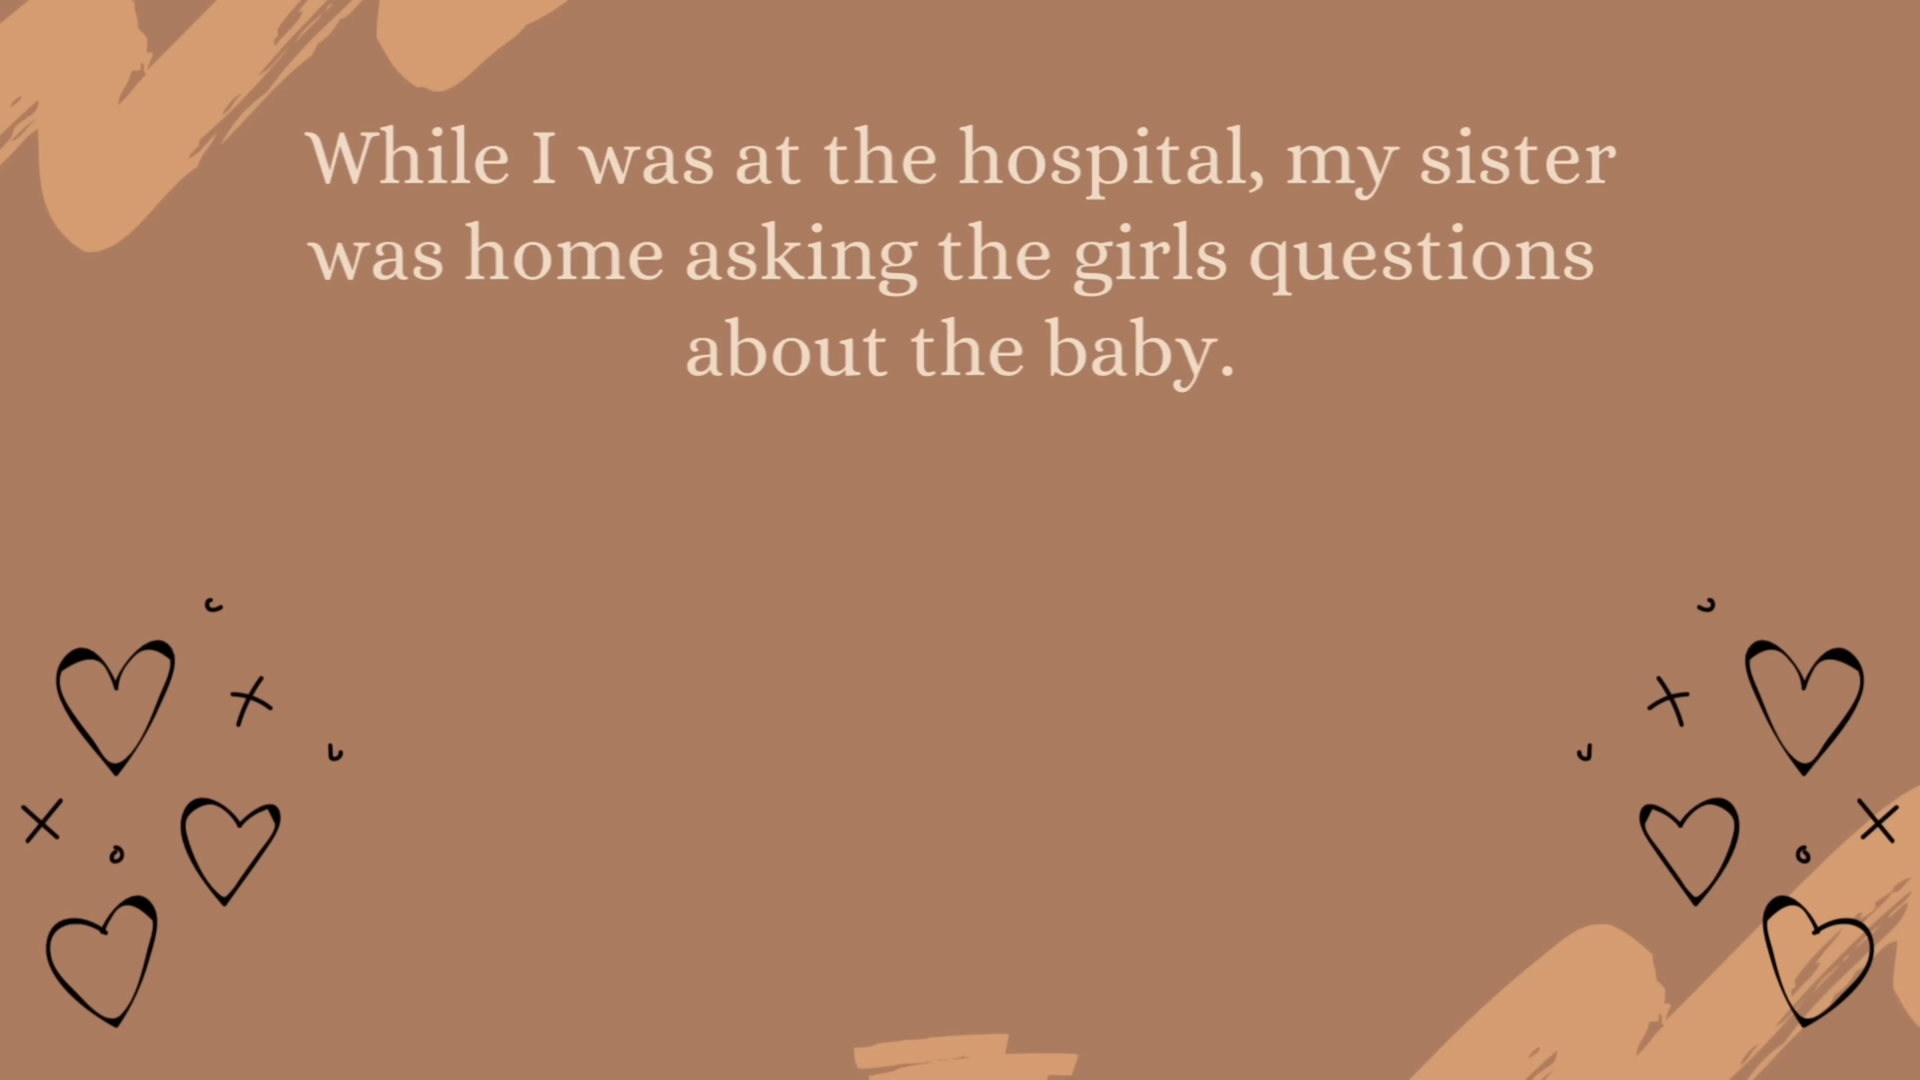 While I was at the hospital, my sister
was home asking the girls questions
about the baby.